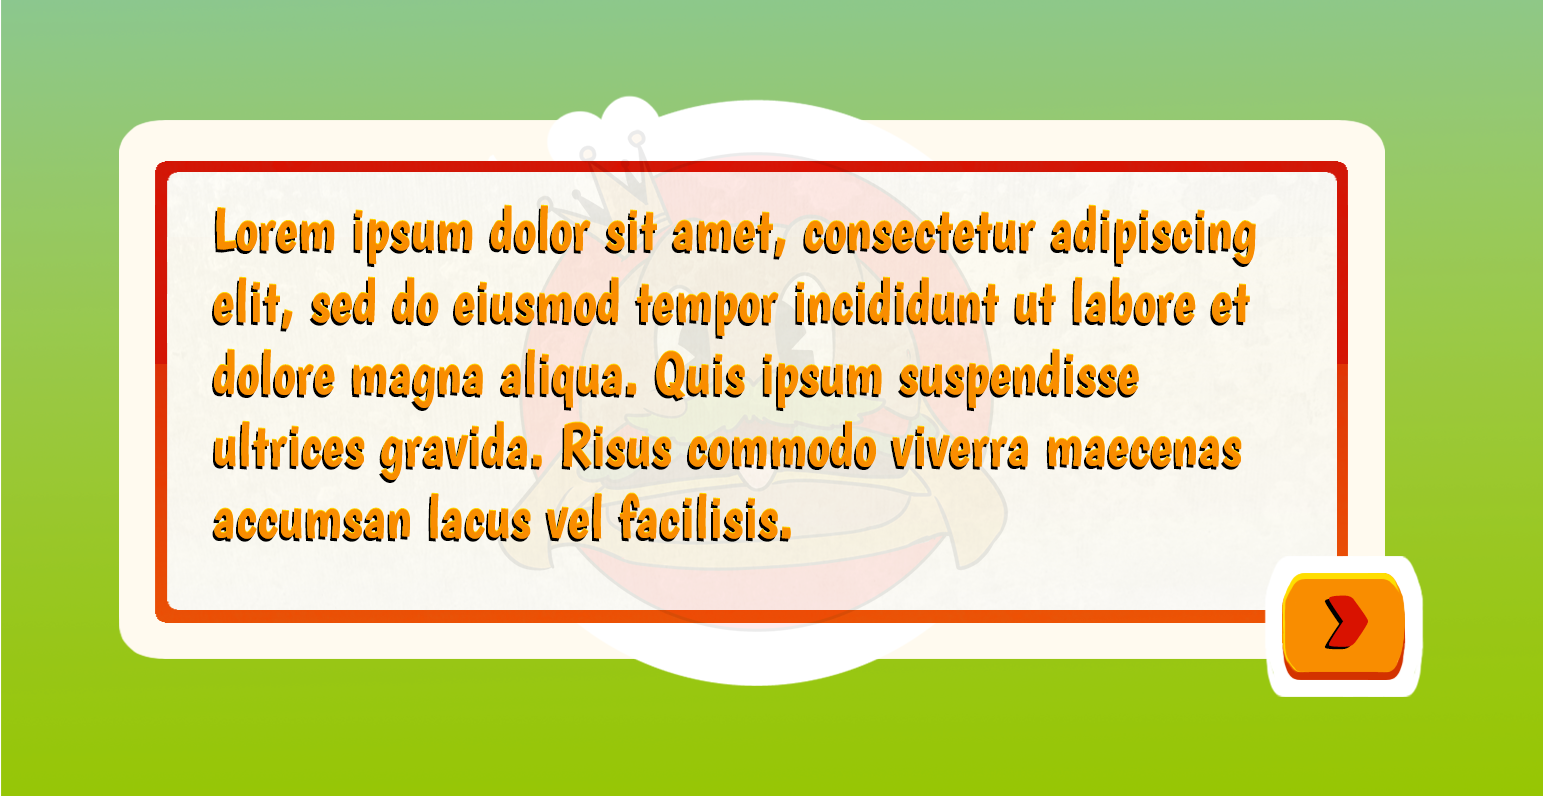 Lorem ipsum dolor sit amet, consectetur adipiscing
elit, sed do eiusmod tempor incididunt ut labore et
dolore magna aliqua. Quis ipsum suspendisse
ultrices gravida. Risus commodo viverra maecenas
accumsan lacus vel facilisis.